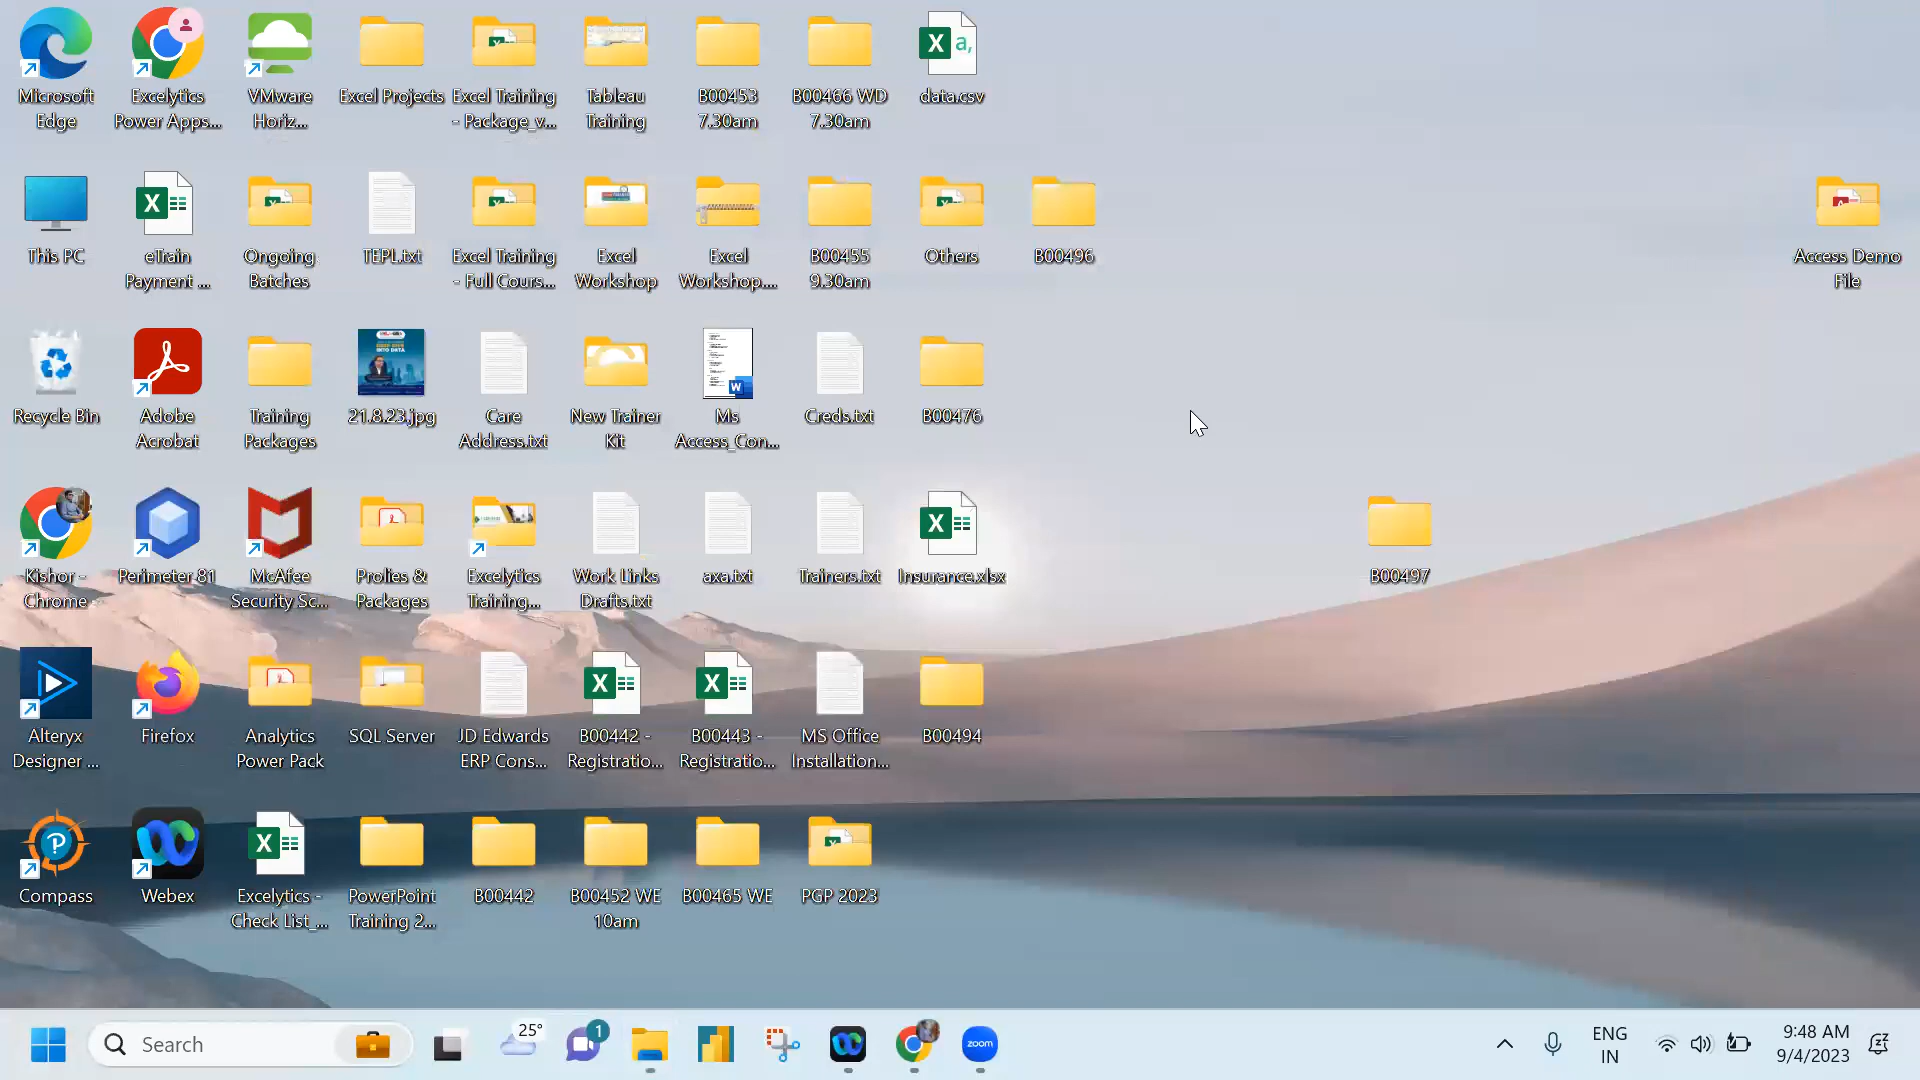 Microsoft
Edge
Excelytics
Power Apps...
VMware
Horiz...
Excel Projects
Excel Training
- Package_v...
Tableau
Training
B00453
7.30am
B00466 WD
7.30am
data.csv
This PC
eTrain
Payment ...
Ongoing
Batches
TEPL.txt
Excel Training
- Full Cours...
Excel
Workshop
Excel
Workshop....
B00455
9.30am
Others
B00496
Access Demo
File
Recycle Bin
Adobe
Acrobat
Training
Packages
21.8.23.jpg
Care
Address.txt
New Trainer
Kit
Ms
Access_Con...
Creds.txt
B00476
Kishor -
Chrome
Perimeter 81
McAfee
Security Sc...
Prolies &
Packages
Excelytics
Training...
Work Links
Drafts.txt
axa.txt
Trainers.txt
Insurance.xlsx
B00497
Alteryx
Designer ...
Firefox
Analytics
Power Pack
SQL Server
JD Edwards
ERP Cons...
B00442 -
Registratio...
B00443 -
Registratio...
MS Office
Installation...
B00494
Compass
Webex
Excelytics -
Check List_...
PowerPoint
Training 2...
B00442
B00452 WE
10am
B00465 WE
PGP 2023
Search
25°
1
zoom
ENG
IN
9:48 AM
9/4/2023